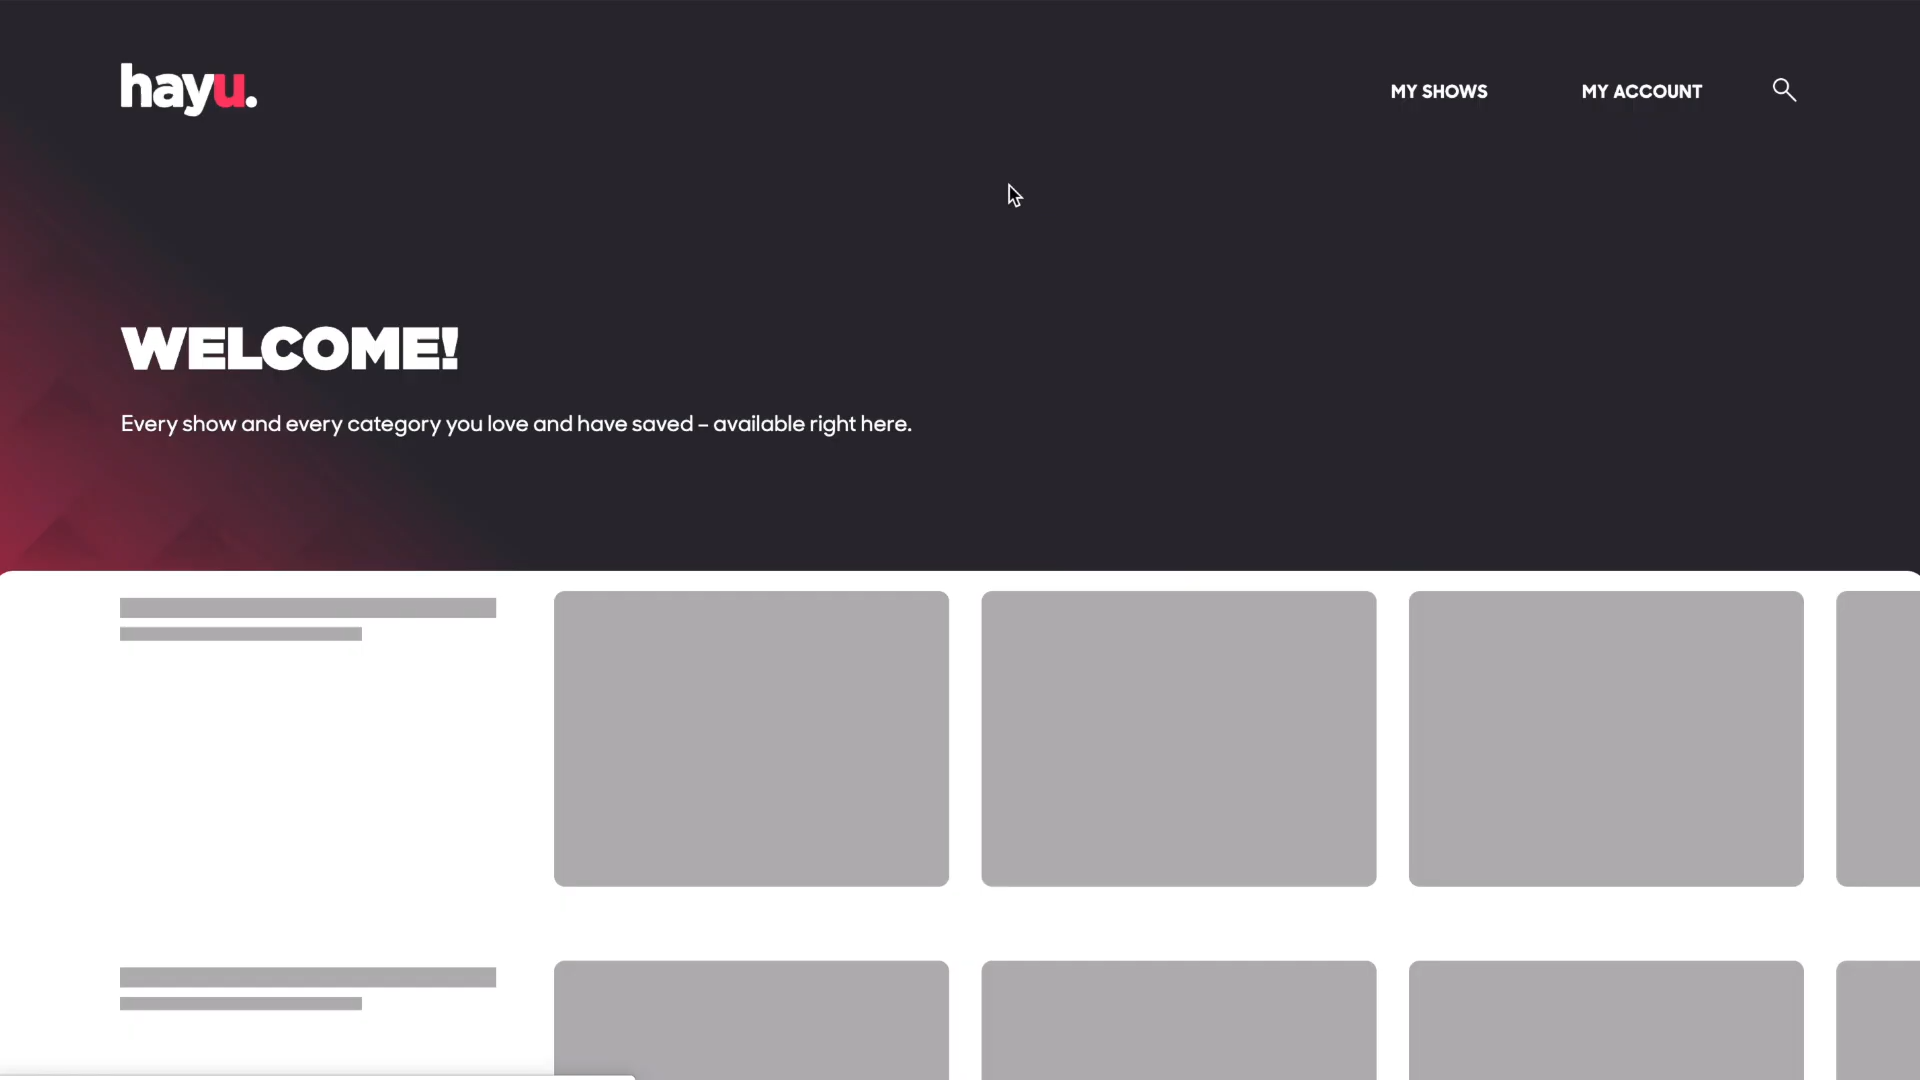 hayu.
MY SHOWS
MY ACCOUNT
WELCOME!
Every show and every category you love and have saved – available right here.